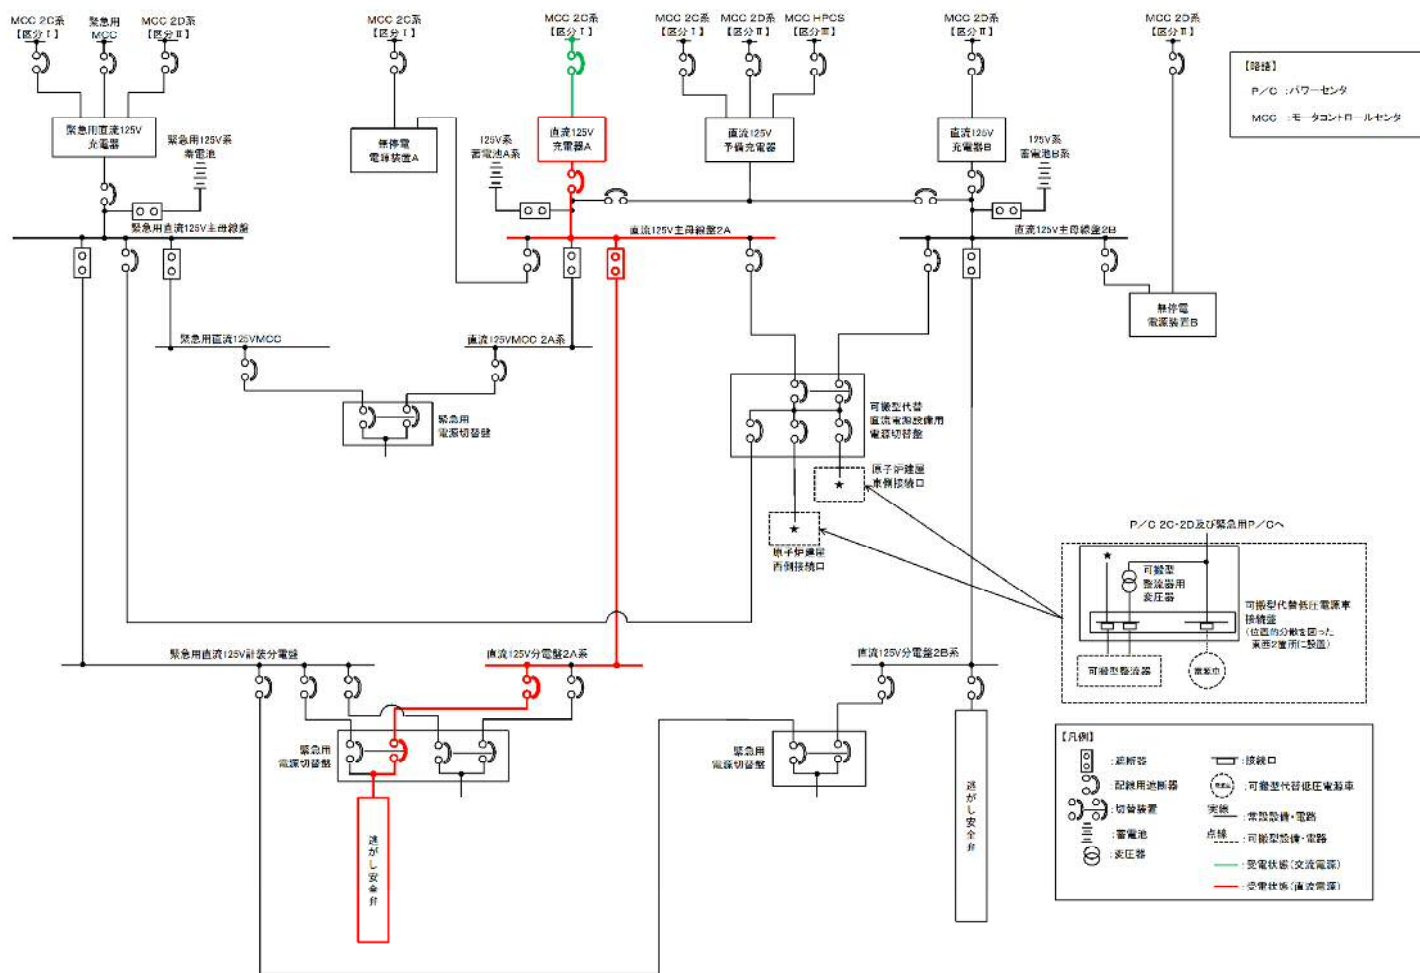 MCC 2C系
【区分Ⅰ】
緊急用
MCC
MCC 2D系
【区分Ⅱ】
MCC 2C系
【区分Ⅰ】
MCC 2C系
【区分Ⅰ】
MCC 2C系
【区分Ⅰ】
MCC 2D系
【区分Ⅱ】
MCC HPCS
【区分Ⅲ】
MCC 2D系
【区分Ⅱ】
MCC 2D系
【区分Ⅱ】
【略語】
P/C :パワーセンタ
MCC :モータコントロールセンタ
緊急用直流125V
充電器
緊急用125V系
蓄電池
無停電
電源装置A
125V系
蓄電池A系
直流125V
充電器A
直流125V
予備充電器
直流125V
充電器B
125V系
蓄電池B系
緊急用直流125V主母線盤
直流125V主母線盤2A
直流125V主母線盤2B
無停電
電源装置B
緊急用直流125VMCC
直流125VMCC 2A系
緊急用
電源切替盤
可搬型代替
直流電源設備用
電源切替盤
原子炉建屋
東側接続口
★
★
原子炉建屋
西側接続口
P/C 2C・2D及び緊急用P/Cへ
★
可搬型
整流器用
変圧器
可搬型代替低圧電源車
接続盤
(位置的分散を図った
東西2箇所に設置)
可搬型整流器
電源車
緊急用直流125V計装分電盤
直流125V分電盤2A系
直流125V分電盤2B系
緊急用
電源切替盤
緊急用
電源切替盤
逃がし安全弁
逃がし安全弁
【凡例】
:遮断器
:接続口
:配線用遮断器
電源車
:可搬型代替低圧電源車
:切替装置
実線
:常設設備・電路
:蓄電池
点線
:可搬型設備・電路
:変圧器
:受電状態(交流電源)
:受電状態(直流電源)